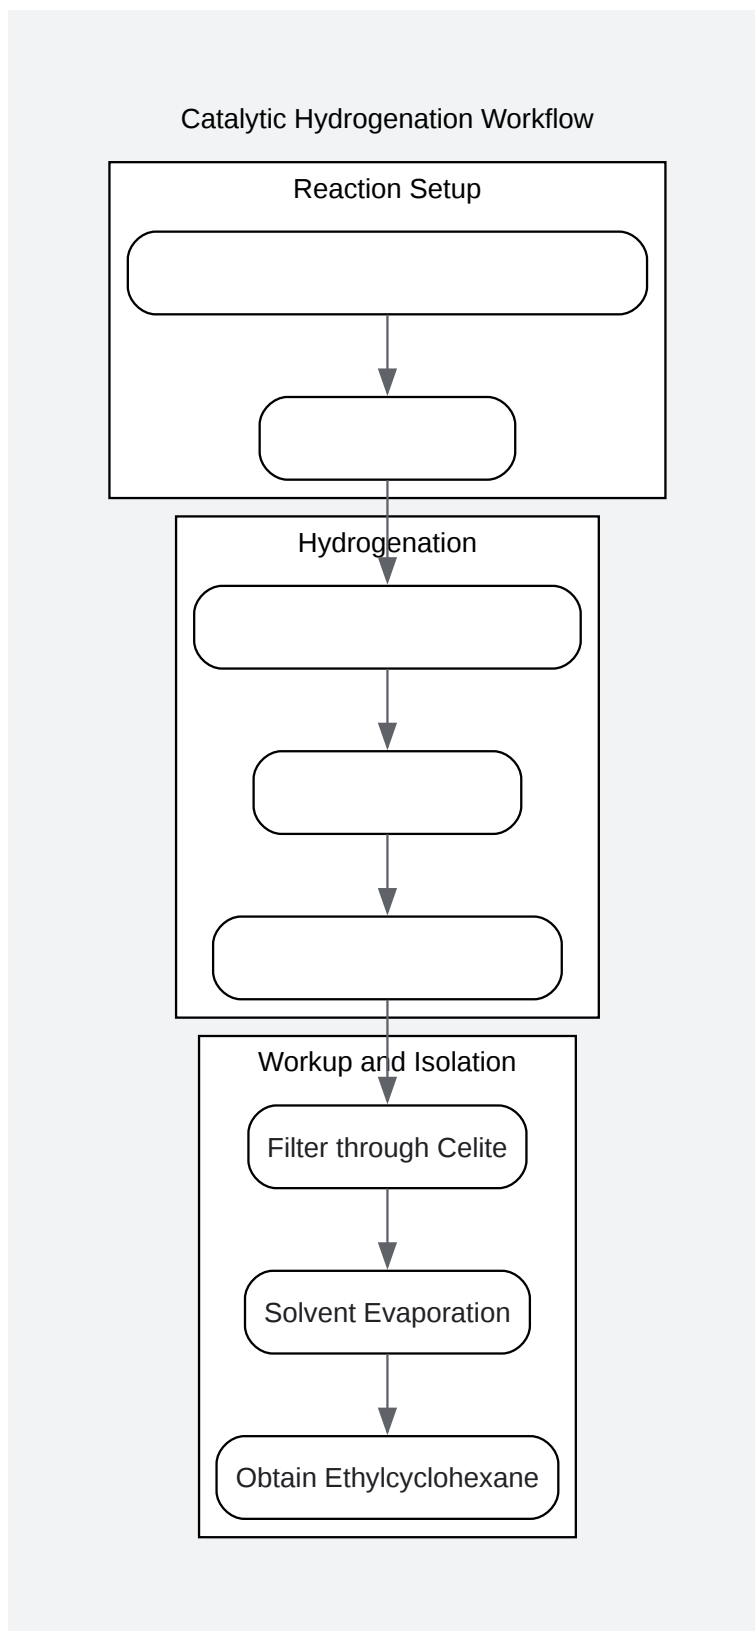 Catalytic Hydrogenation Workflow
Reaction Setup
Hydrogenation
Workup and Isolation
Filter through Celite
Solvent Evaporation
Obtain Ethylcyclohexane